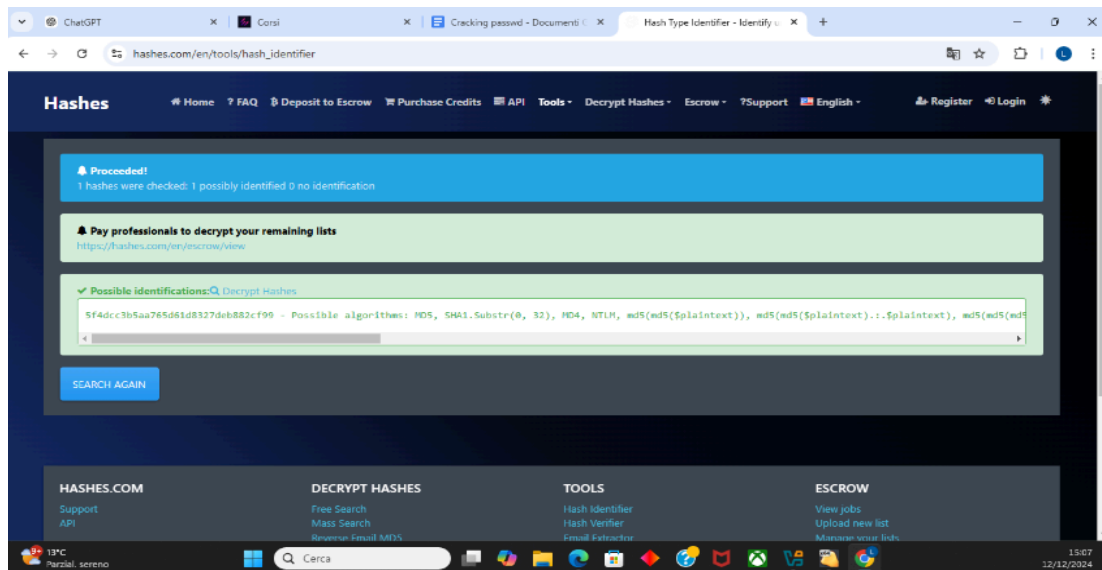 ChatGPT
Corsi
Cracking passwd - Documenti
Hash Type Identifier - Identify
hashes.com/en/tools/hash_identifier
L
Hashes
Home ? FAQ Deposit to Escrow Purchase Credits API Tools Decrypt Hashes Escrow ?Support English Register Login
Proceeded!
1 hashes were checked: 1 possibly identified 0 no identification
Pay professionals to decrypt your remaining lists
https://hashes.com/en/escrow/view
Possible identifications: Decrypt Hashes
5f4dcc3b5aa765d61d8327deb882cf99 - Possible algorithms: MD5, SHA1.Substr(0, 32), MD4, NTLM, md5(md5($plaintext)), md5(md5($plaintext).:.$plaintext), md5(md5(md5
SEARCH AGAIN
HASHES.COM DECRYPT HASHES TOOLS ESCROW
Support Free Search Hash Identifier View jobs
API Mass Search Hash Verifier Upload new list
Reverse Email MD5 Email Extractor Manage your lists
9+
13°C
Parzial. sereno
Cerca
15:07
12/12/2024